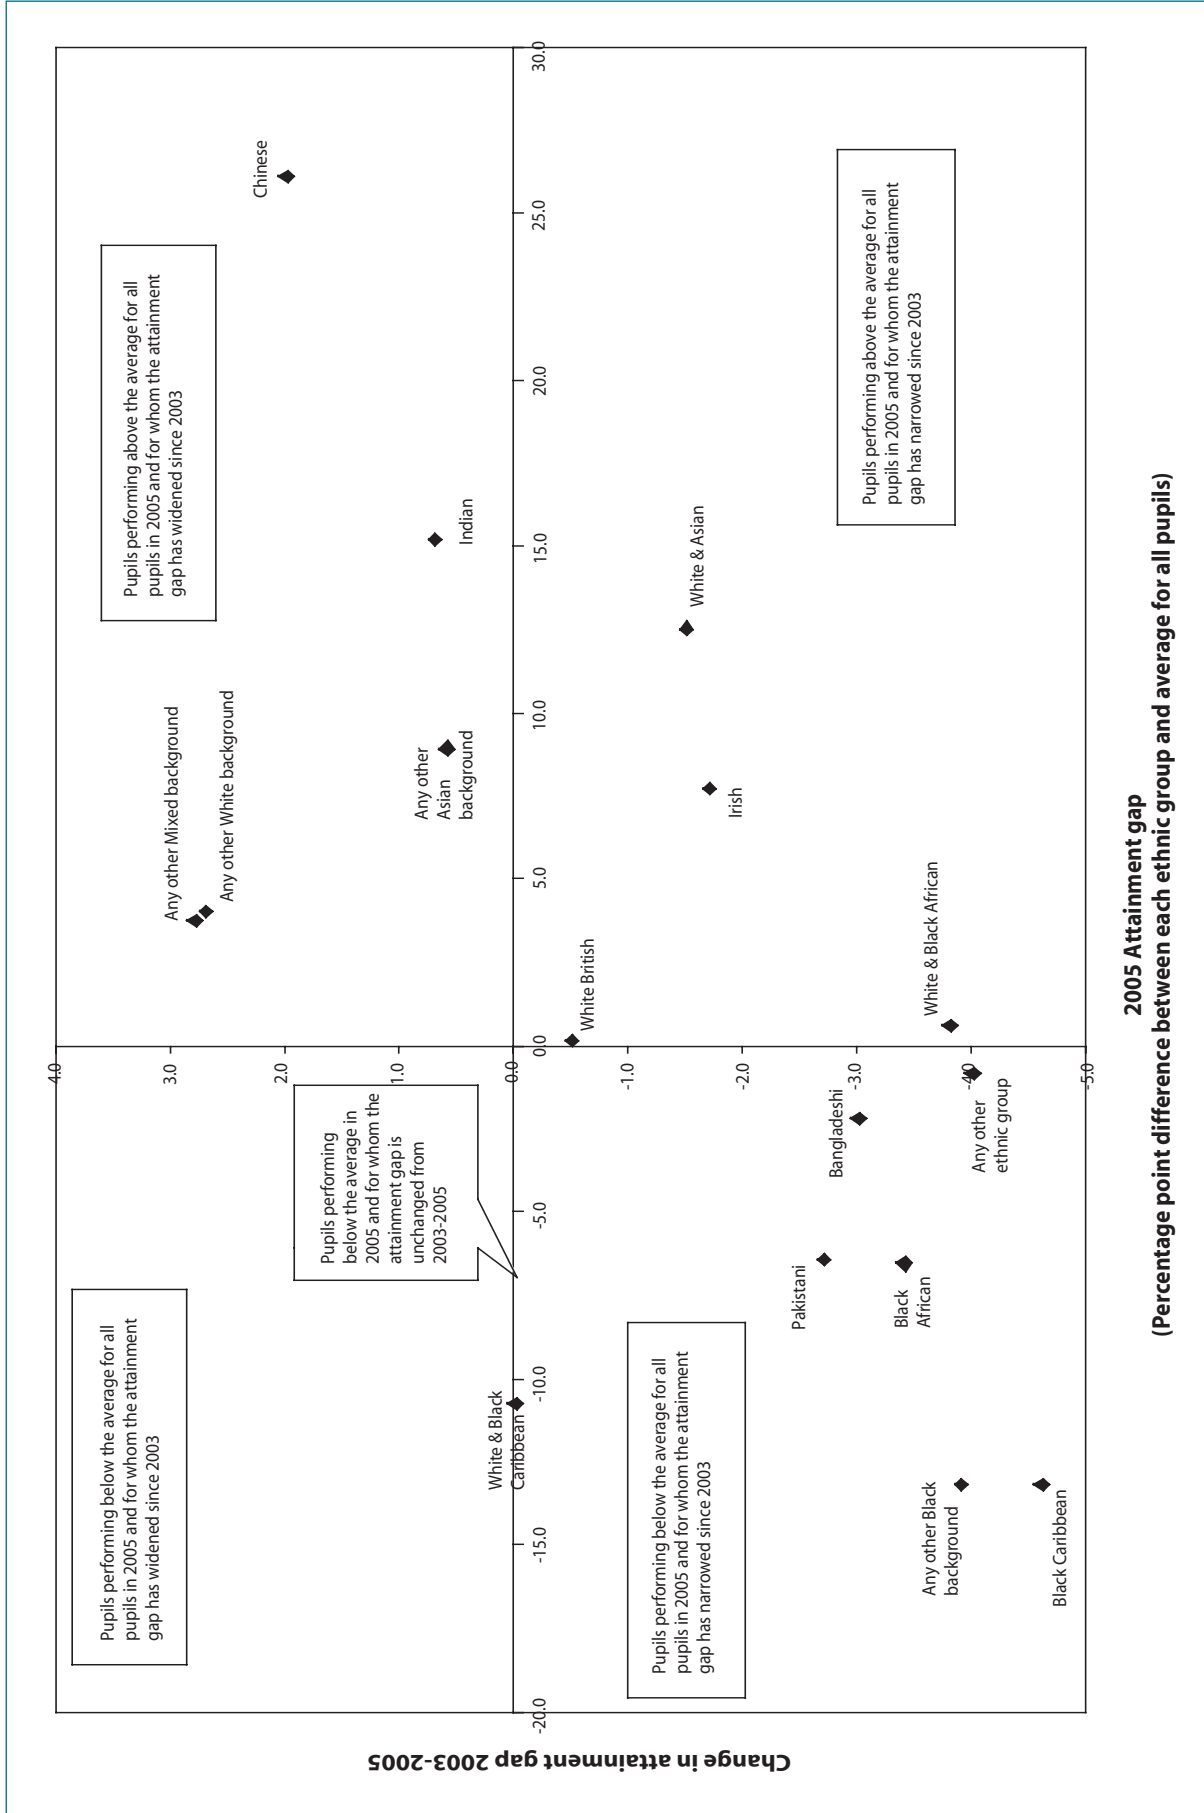 Change in attainment gap 2003-2005
4.0
3.0
2.0
1.0
0.0
-1.0
-2.0
-3.0
-4.0
-5.0
-20.0
-15.0
-10.0
-5.0
0.0
5.0
10.0
15.0
20.0
25.0
30.0
Pupils performing below the average for all
pupils in 2005 and for whom the attainment
gap has widened since 2003
Pupils performing
below the average in
2005 and for whom the
attainment gap is
unchanged from
2003-2005
Pupils performing above the average for all
pupils in 2005 and for whom the attainment
gap has widened since 2003
Any other Mixed background
Any other White background
Chinese
Any other
Asian
background
Indian
White & Black
Caribbean
White British
White & Asian
Irish
Pupils performing below the average for all
pupils in 2005 and for whom the attainment
gap has narrowed since 2003
Pakistani
Bangladeshi
Black
African
White & Black African
Pupils performing above the average for all
pupils in 2005 and for whom the attainment
gap has narrowed since 2003
Any other Black
background
Any other
ethnic group
Black Caribbean
2005 Attainment gap
(Percentage point difference between each ethnic group and average for all pupils)